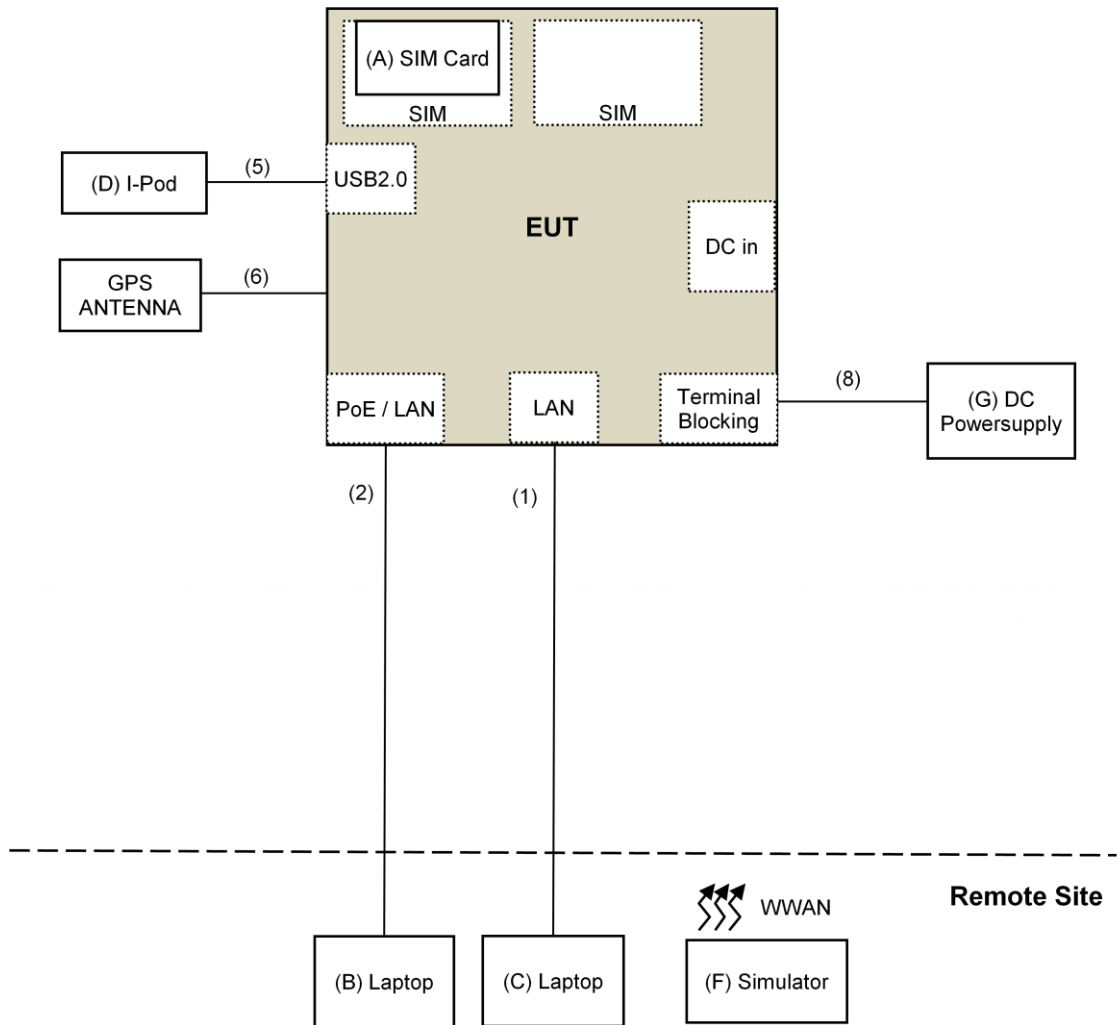 (A) SIM Card
SIM
SIM
(5)
(D) I-Pod
USB2.0
EUT
DC in
GPS
ANTENNA
(6)
PoE / LAN
LAN
Terminal
Blocking
(8)
(G) DC
Powersupply
(2)
(1)
Remote Site
WWAN
(B) Laptop
(C) Laptop
(F) Simulator